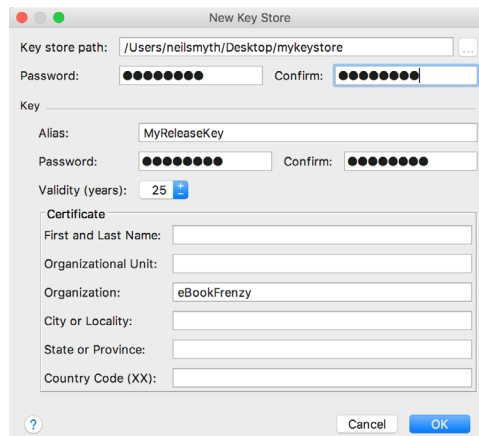 New Key Store
Key store path: /Users/neilsmyth/Desktop/mykeystore ...
Password: ●●●●●●●● Confirm: ●●●●●●●●
Key
Alias: MyReleaseKey
Password: ●●●●●●●● Confirm: ●●●●●●●●
Validity (years): 25
Certificate
First and Last Name:
Organizational Unit:
Organization: eBookFrenzy
City or Locality:
State or Province:
Country Code (XX):
? Cancel OK